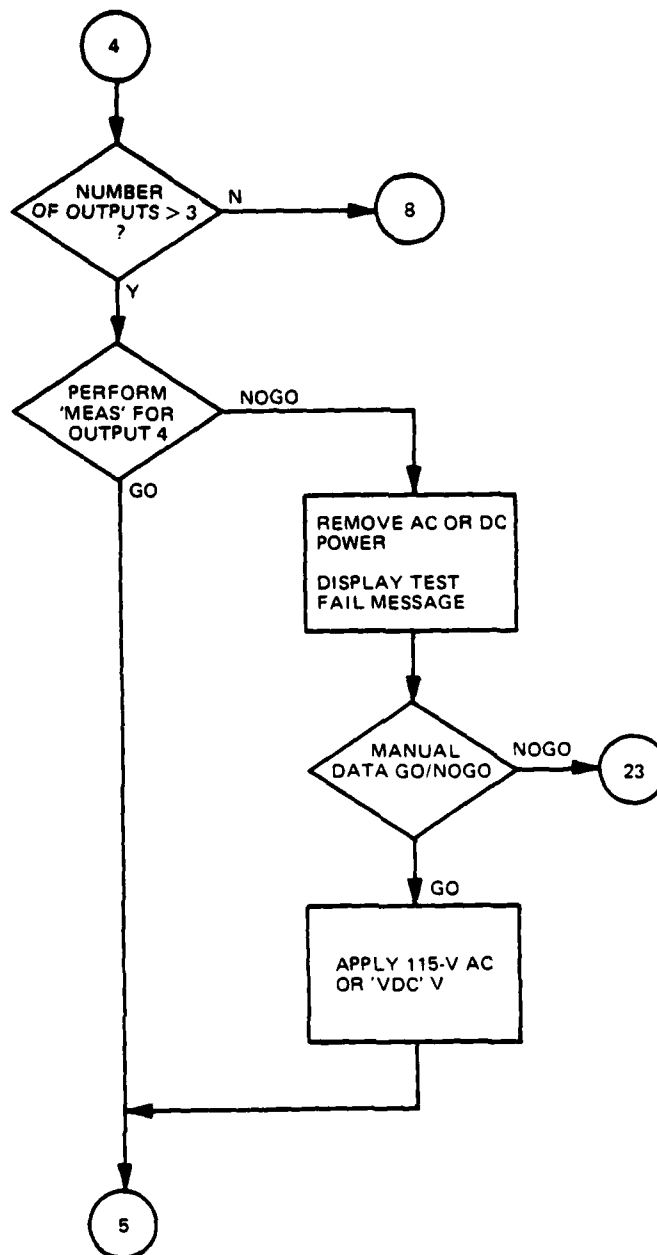 4
NUMBER
OF OUTPUTS > 3
?
N
8
Y
PERFORM
'MEAS' FOR
OUTPUT 4
NOGO
GO
REMOVE AC OR DC
POWER
DISPLAY TEST
FAIL MESSAGE
MANUAL
DATA GO/NOGO
NOGO
23
GO
APPLY 115-V AC
OR 'VDC' V
5